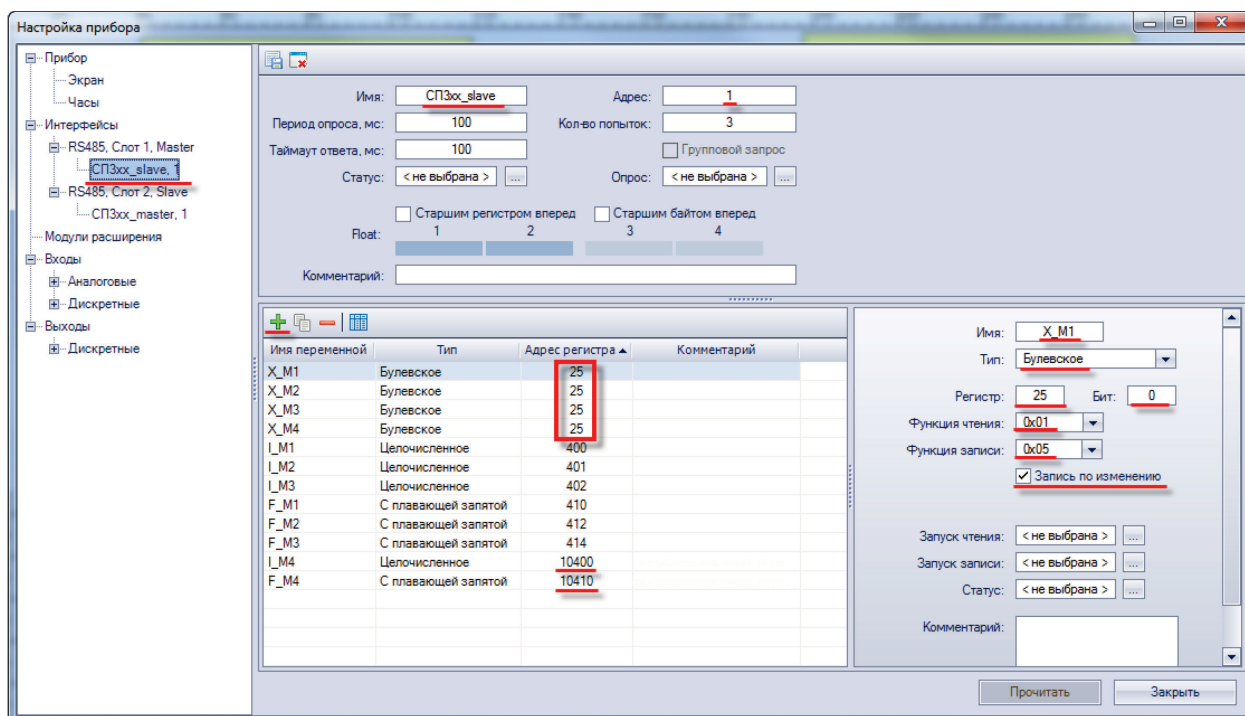 Настройка прибора
Прибор
Экран
Часы
Интерфейсы
RS485, Слот 1, Master
СП3xx_slave, 1
RS485, Слот 2, Slave
СП3xx_master, 1
Модули расширения
Входы
Аналоговые
Дискретные
Выходы
Дискретные
Имя: СП3xx_slave Адрес: 1
Период опроса, мс: 100 Кол-во попыток: 3
Таймаут ответа, мс: 100 Групповой запрос
Статус: < не выбрана > ... Опрос: < не выбрана > ...
Старшим регистром вперед Старшим байтом вперед
Float: 1 2 3 4
Комментарий:
Имя переменной Тип Адрес регистра Комментарий
X_M1 Булевское 25
X_M2 Булевское 25
X_M3 Булевское 25
X_M4 Булевское 25
I_M1 Целочисленное 400
I_M2 Целочисленное 401
I_M3 Целочисленное 402
F_M1 С плавающей запятой 410
F_M2 С плавающей запятой 412
F_M3 С плавающей запятой 414
I_M4 Целочисленное 10400
F_M4 С плавающей запятой 10410
Имя: X_M1
Тип: Булевское
Регистр: 25 Бит: 0
Функция чтения: 0x01
Функция записи: 0x05
Запись по изменению
Запуск чтения: < не выбрана > ...
Запуск записи: < не выбрана > ...
Статус: < не выбрана > ...
Комментарий:
Прочитать Закрыть